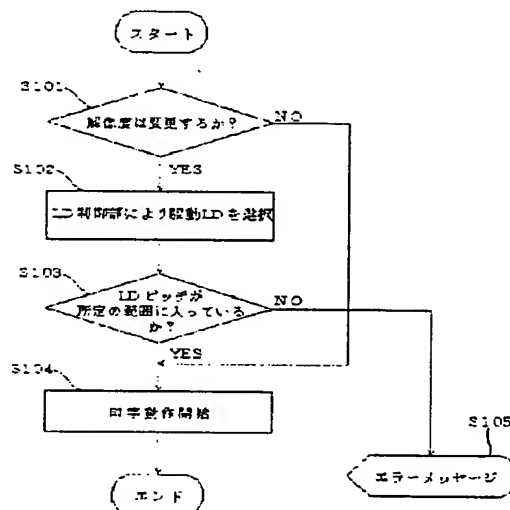 スタート
S101
解像度は変更するか？
NO
YES
S102
LD制御部により駆動LDを選択
S103
LDピッチが
所定の範囲に入っている
か？
NO
YES
S104
印字動作開始
S105
エラーメッセージ
エンド